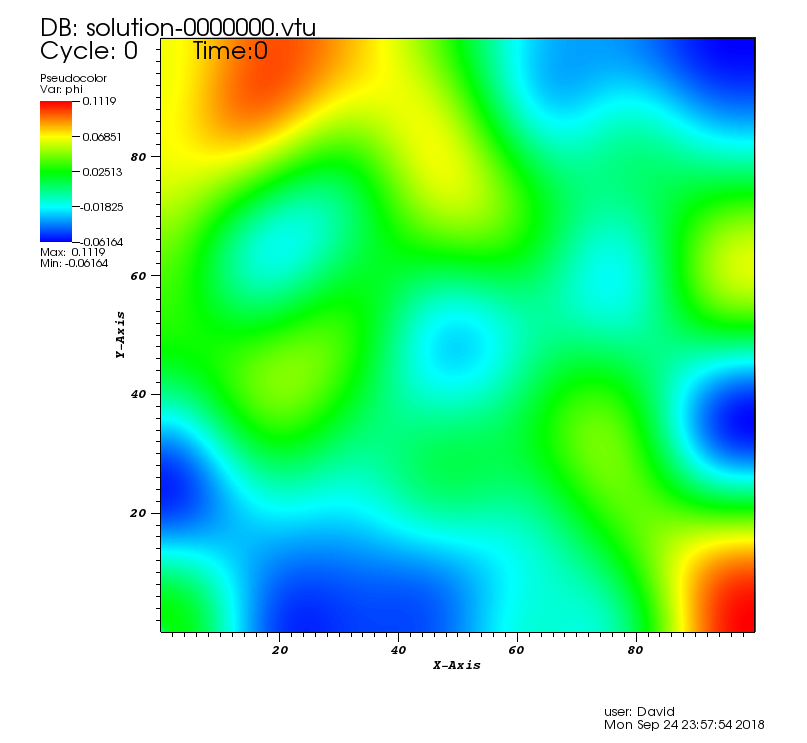 DB: solution-0000000.vtu
Cycle: 0 Time:0
Pseudocolor
Var: phi
0.1119
0.06851
0.02513
-0.01825
-0.06164
Max: 0.1119
Min: -0.06164
80
60
40
20
Y-Axis
20 40 60 80
X-Axis
user: David
Mon Sep 24 23:57:54 2018